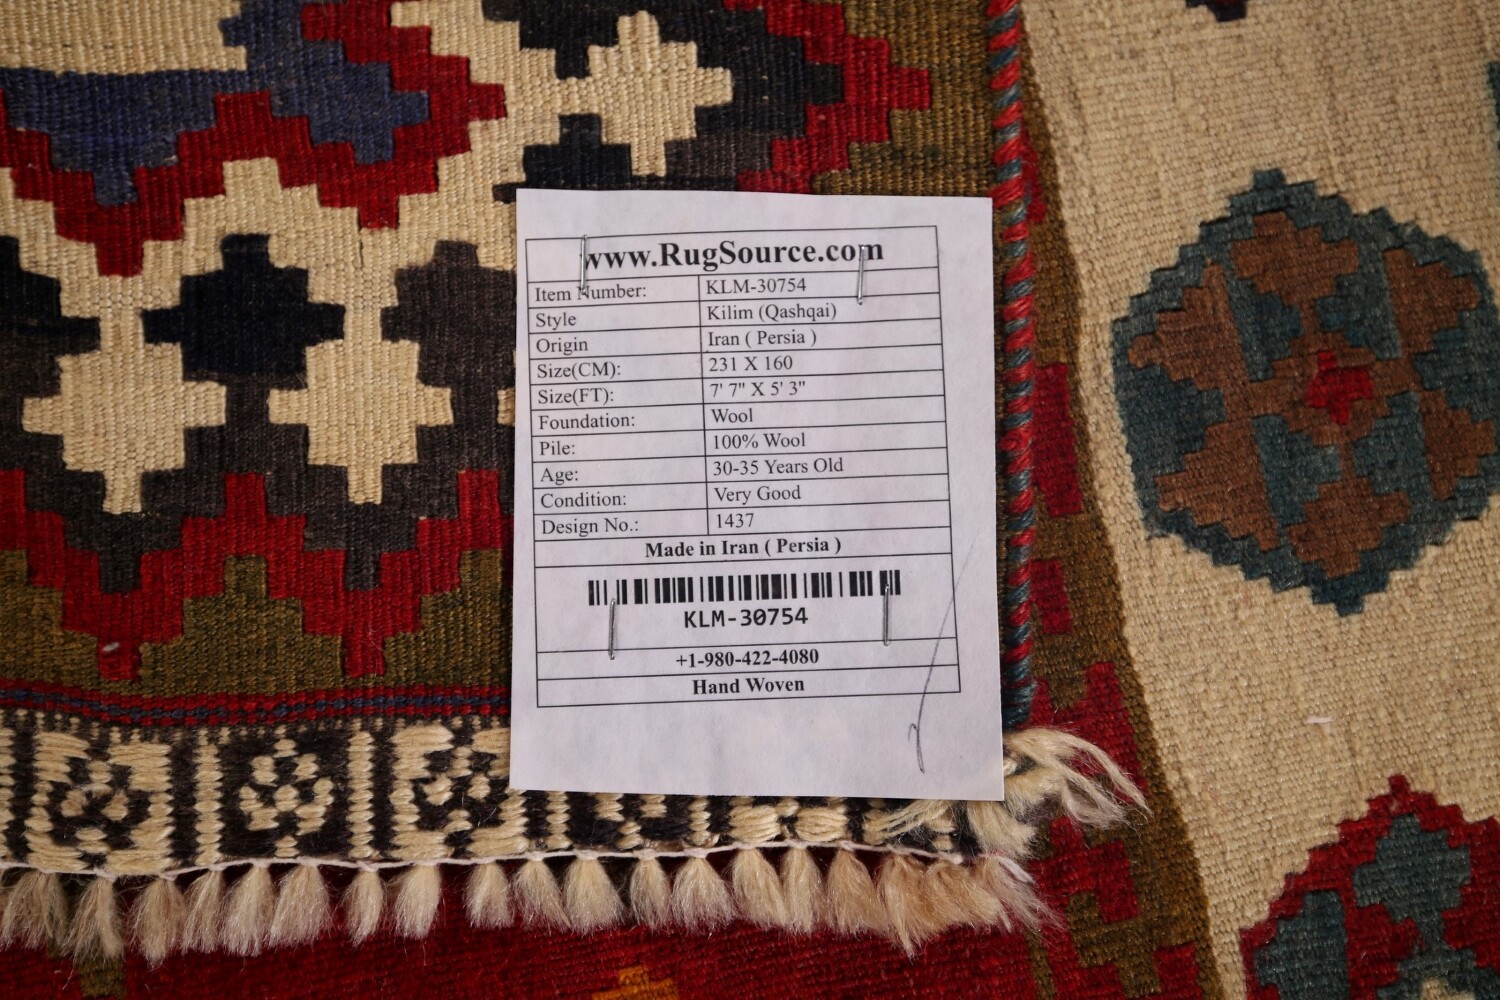 www.RugSource.com
Item Number: KLM-30754
Style Kilim (Qashqai)
Origin Iran ( Persia )
Size(CM): 231 X 160
Size(FT): 7' 7" X 5' 3"
Foundation: Wool
Pile: 100% Wool
Age: 30-35 Years Old
Condition: Very Good
Design No.: 1437
Made in Iran ( Persia )
KLM-30754
+1-980-422-4080
Hand Woven